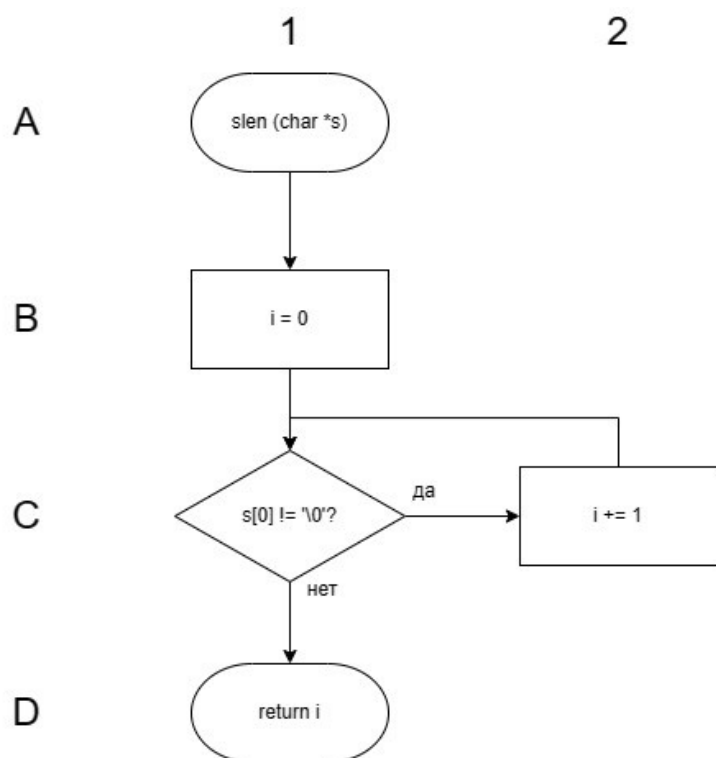 1
2
A
slen (char *s)
B
i = 0
C
s[0] != '\0'?
да
i += 1
нет
D
return i